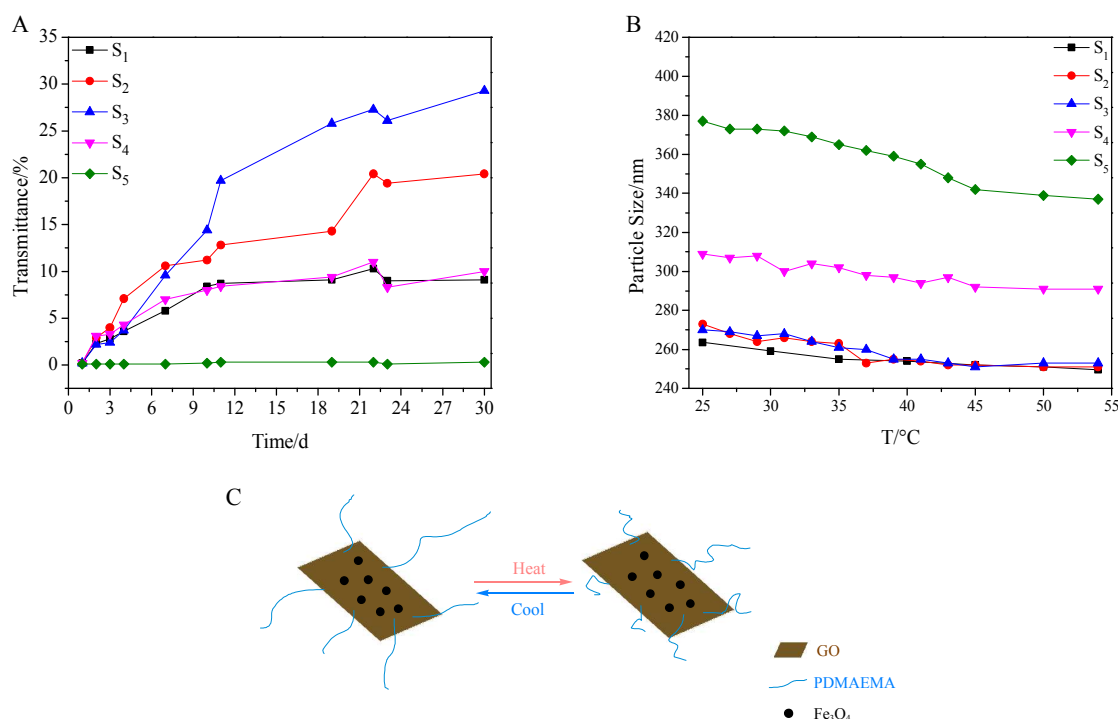 A
35
30
25
20
15
10
5
0
Transmittance/%
S₁
S₂
S₃
S₄
S₅
0 3 6 9 12 15 18 21 24 27 30
Time/d
B
420
400
380
360
340
320
300
280
260
240
Particle Size/nm
S₁
S₂
S₃
S₄
S₅
25 30 35 40 45 50 55
T/°C
C
Heat
Cool
GO
PDMAEMA
Fe₃O₄